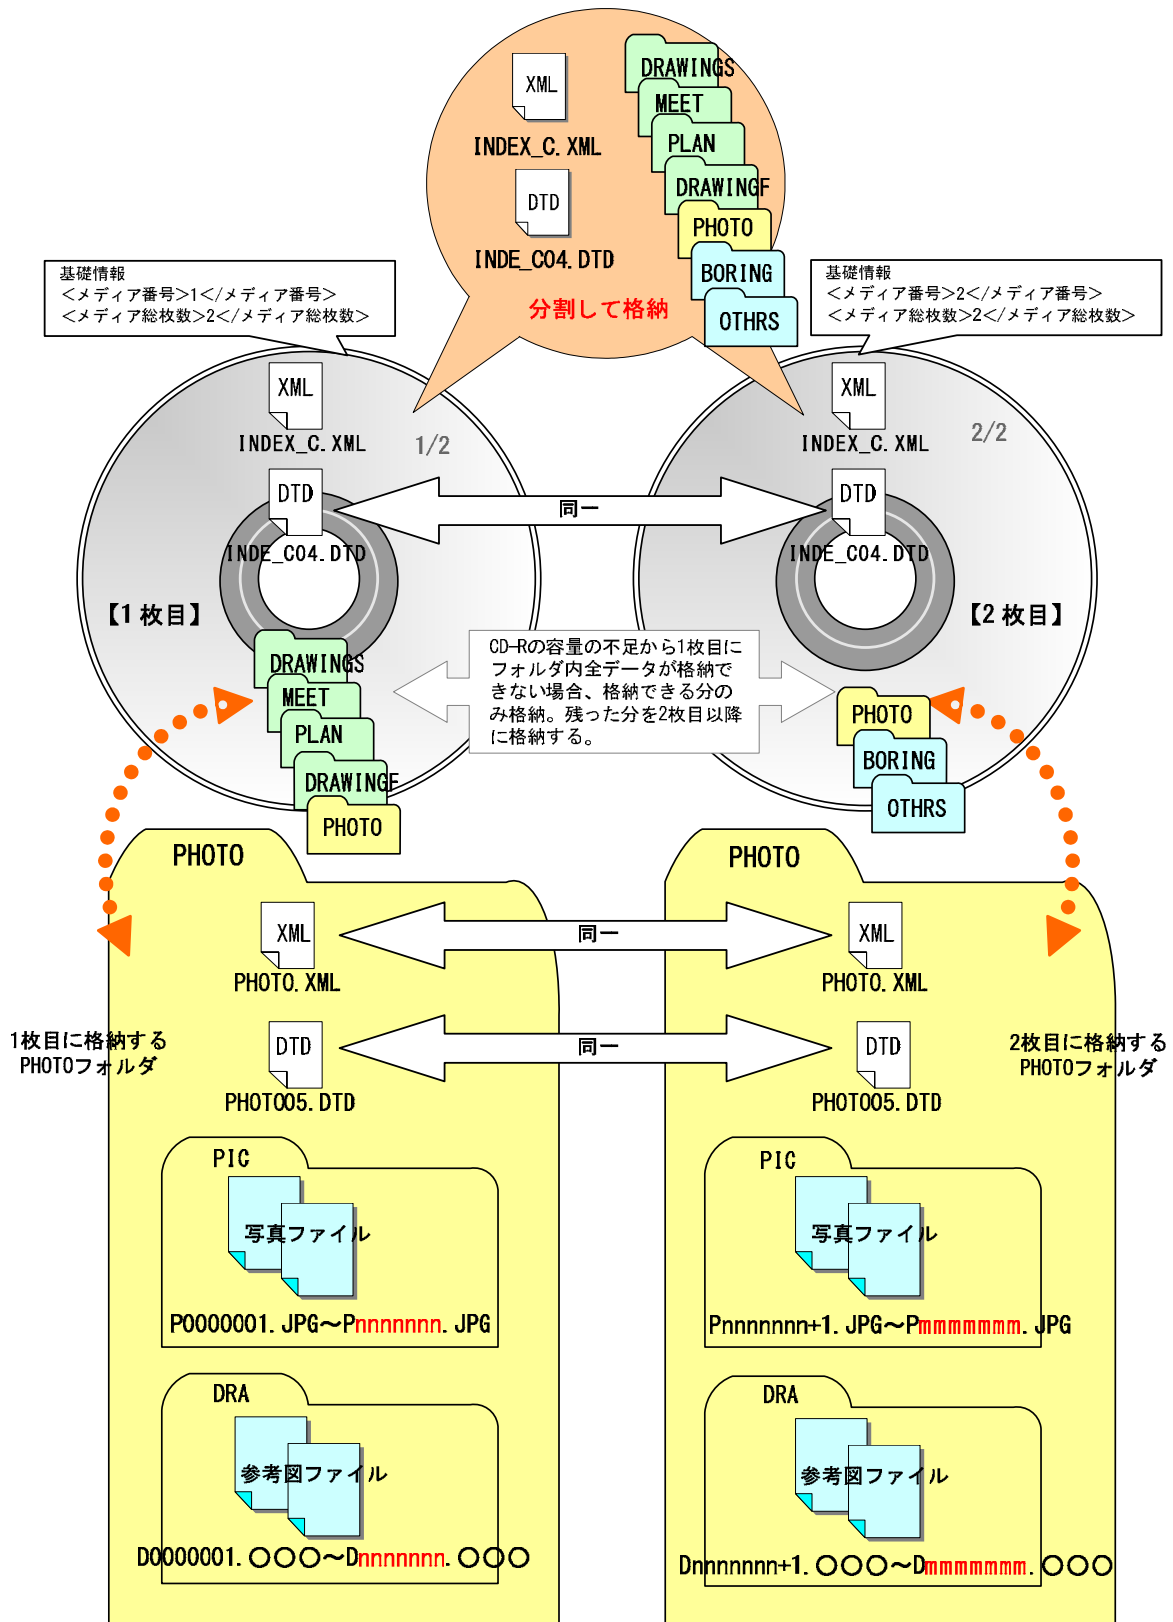 XML
INDEX_C.XML
DTD
INDE_C04.DTD
分割して格納
DRAWINGS
MEET
PLAN
DRAWINGF
PHOTO
BORING
OTHRS
基礎情報
<メディア番号>1</メディア番号>
<メディア総枚数>2</メディア総枚数>
基礎情報
<メディア番号>2</メディア番号>
<メディア総枚数>2</メディア総枚数>
XML
INDEX_C.XML
1/2
DTD
INDE_C04.DTD
【1枚目】
DRAWINGS
MEET
PLAN
DRAWINGF
PHOTO
同一
XML
INDEX_C.XML
2/2
DTD
INDE_C04.DTD
【2枚目】
PHOTO
BORING
OTHRS
CD-Rの容量の不足から1枚目に
フォルダ内全データが格納で
きない場合、格納できる分の
み格納。残った分を2枚目以降
に格納する。
PHOTO
XML
PHOTO.XML
同一
PHOTO
XML
PHOTO.XML
1枚目に格納する
PHOTOフォルダ
DTD
PHOTO05.DTD
同一
DTD
PHOTO05.DTD
2枚目に格納する
PHOTOフォルダ
PIC
写真ファイル
P0000001.JPG～Pnnnnnnn.JPG
PIC
写真ファイル
Pnnnnnnn+1.JPG～Pmmmmmmm.JPG
DRA
参考図ファイル
D0000001.○○○～Dnnnnnnn.○○○
DRA
参考図ファイル
Dnnnnnnn+1.○○○～Dmmmmmmm.○○○